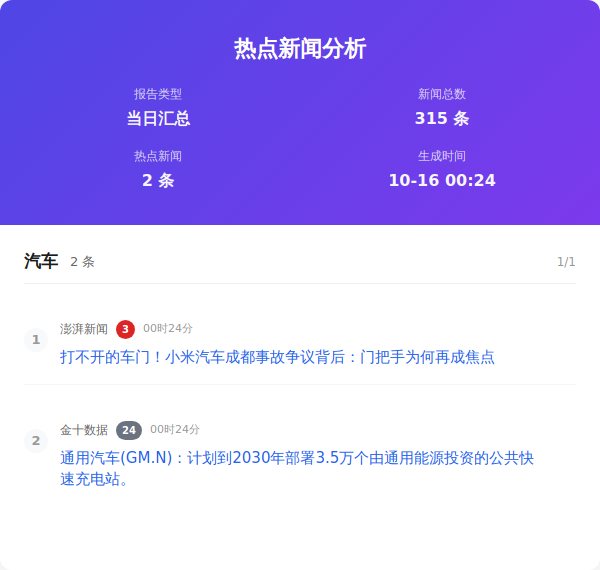 热点新闻分析
报告类型
新闻总数
当日汇总
315 条
热点新闻
生成时间
2 条
10-16 00:24
汽车 2 条 1/1
1
澎湃新闻 3 00时24分
打不开的车门！小米汽车成都事故争议背后：门把手为何再成焦点
2
金十数据 24 00时24分
通用汽车(GM.N)：计划到2030年部署3.5万个由通用能源投资的公共快
速充电站。